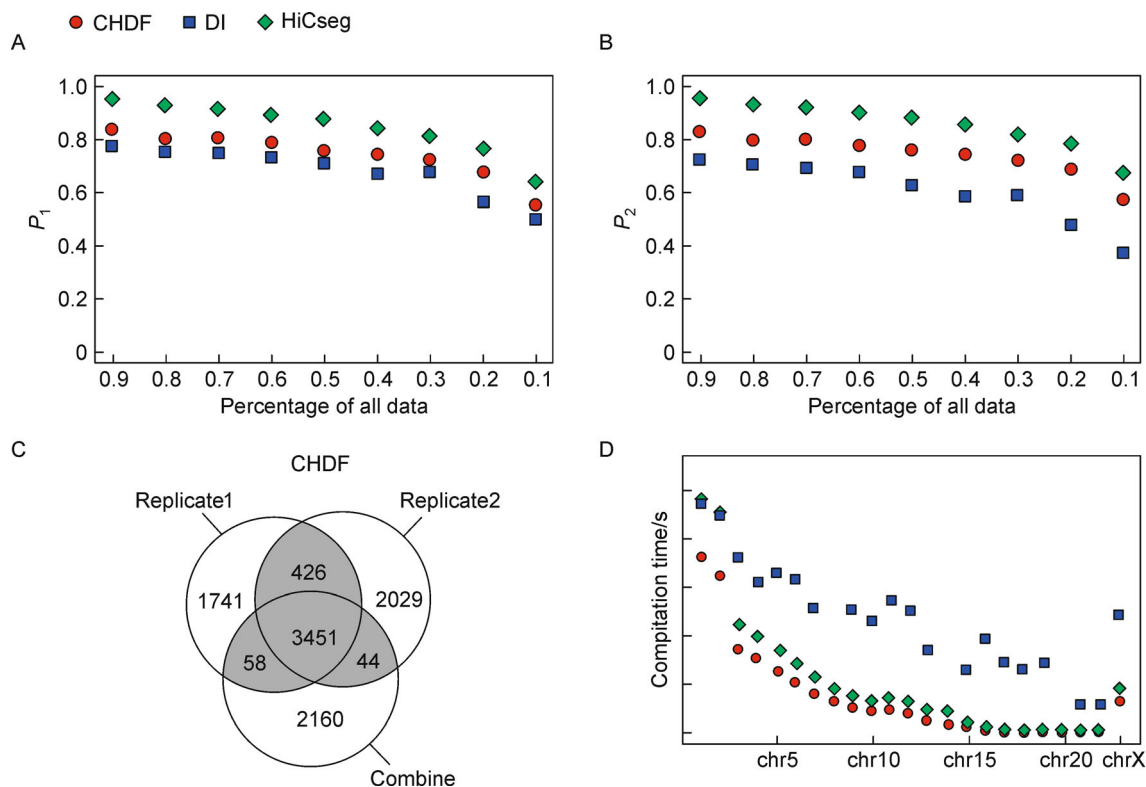 CHDF DI HiCseg
A
1.0
0.8
0.6
0.4
0.2
0
P1
0.9 0.8 0.7 0.6 0.5 0.4 0.3 0.2 0.1
Percentage of all data
B
1.0
0.8
0.6
0.4
0.2
0
P2
0.9 0.8 0.7 0.6 0.5 0.4 0.3 0.2 0.1
Percentage of all data
C
CHDF
Replicate1 Replicate2
426
1741 2029
3451
58 44
2160
Combine
D
Compitation time/s
chr5 chr10 chr15 chr20 chrX